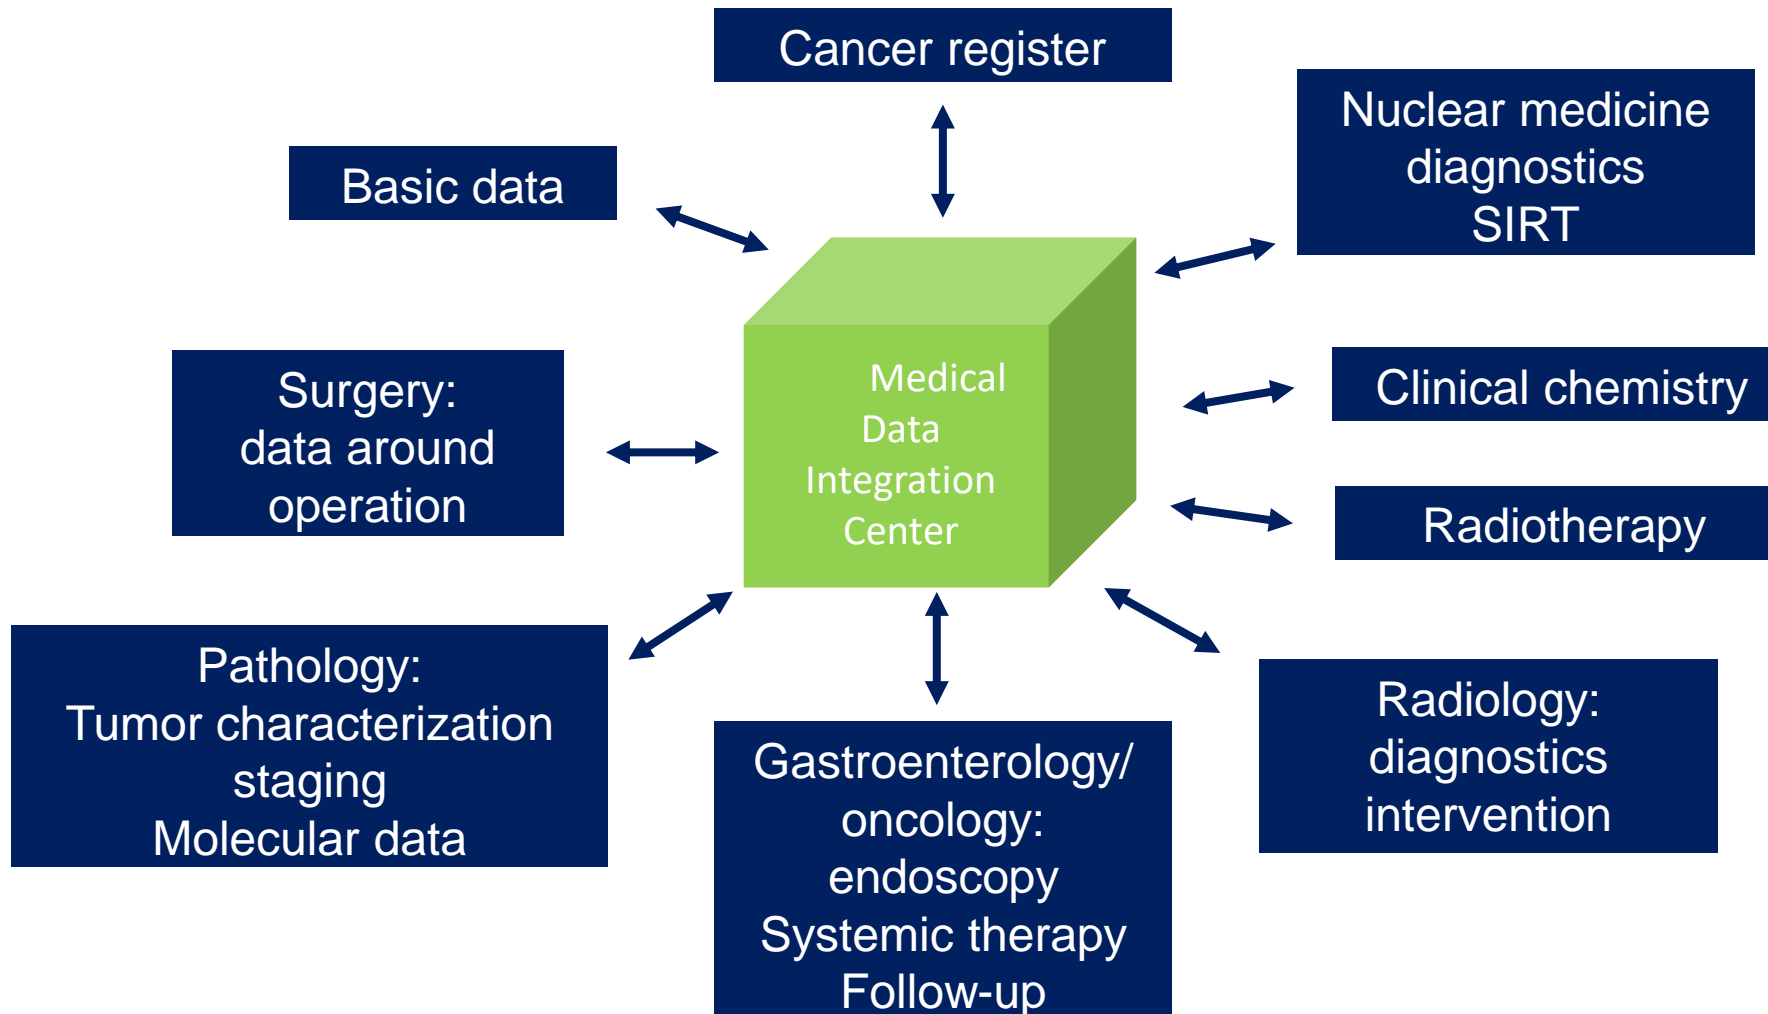 Cancer register
Nuclear medicine
diagnostics
SIRT
Basic data
Surgery:
data around
operation
Medical
Data
Integration
Center
Clinical chemistry
Radiotherapy
Pathology:
Tumor characterization
staging
Molecular data
Gastroenterology/
oncology:
endoscopy
Systemic therapy
Follow-up
Radiology:
diagnostics
intervention